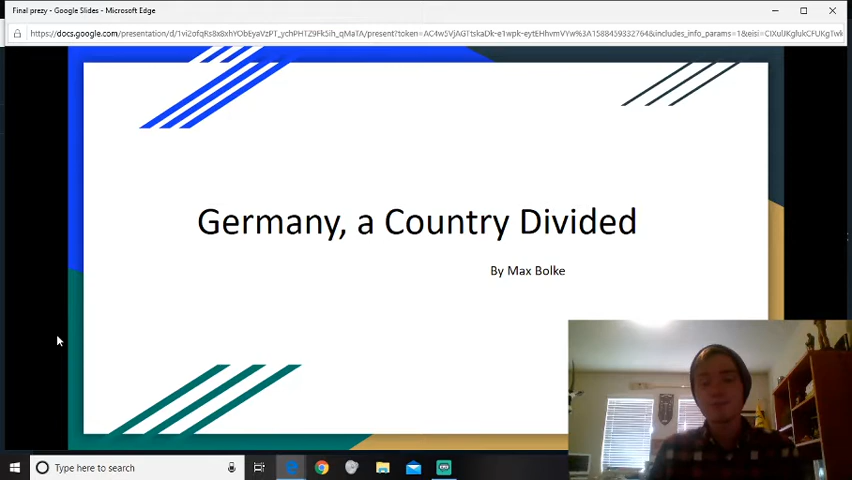 Final prezy - Google Slides - Microsoft Edge
Germany, a Country Divided
By Max Bolke
Type here to search